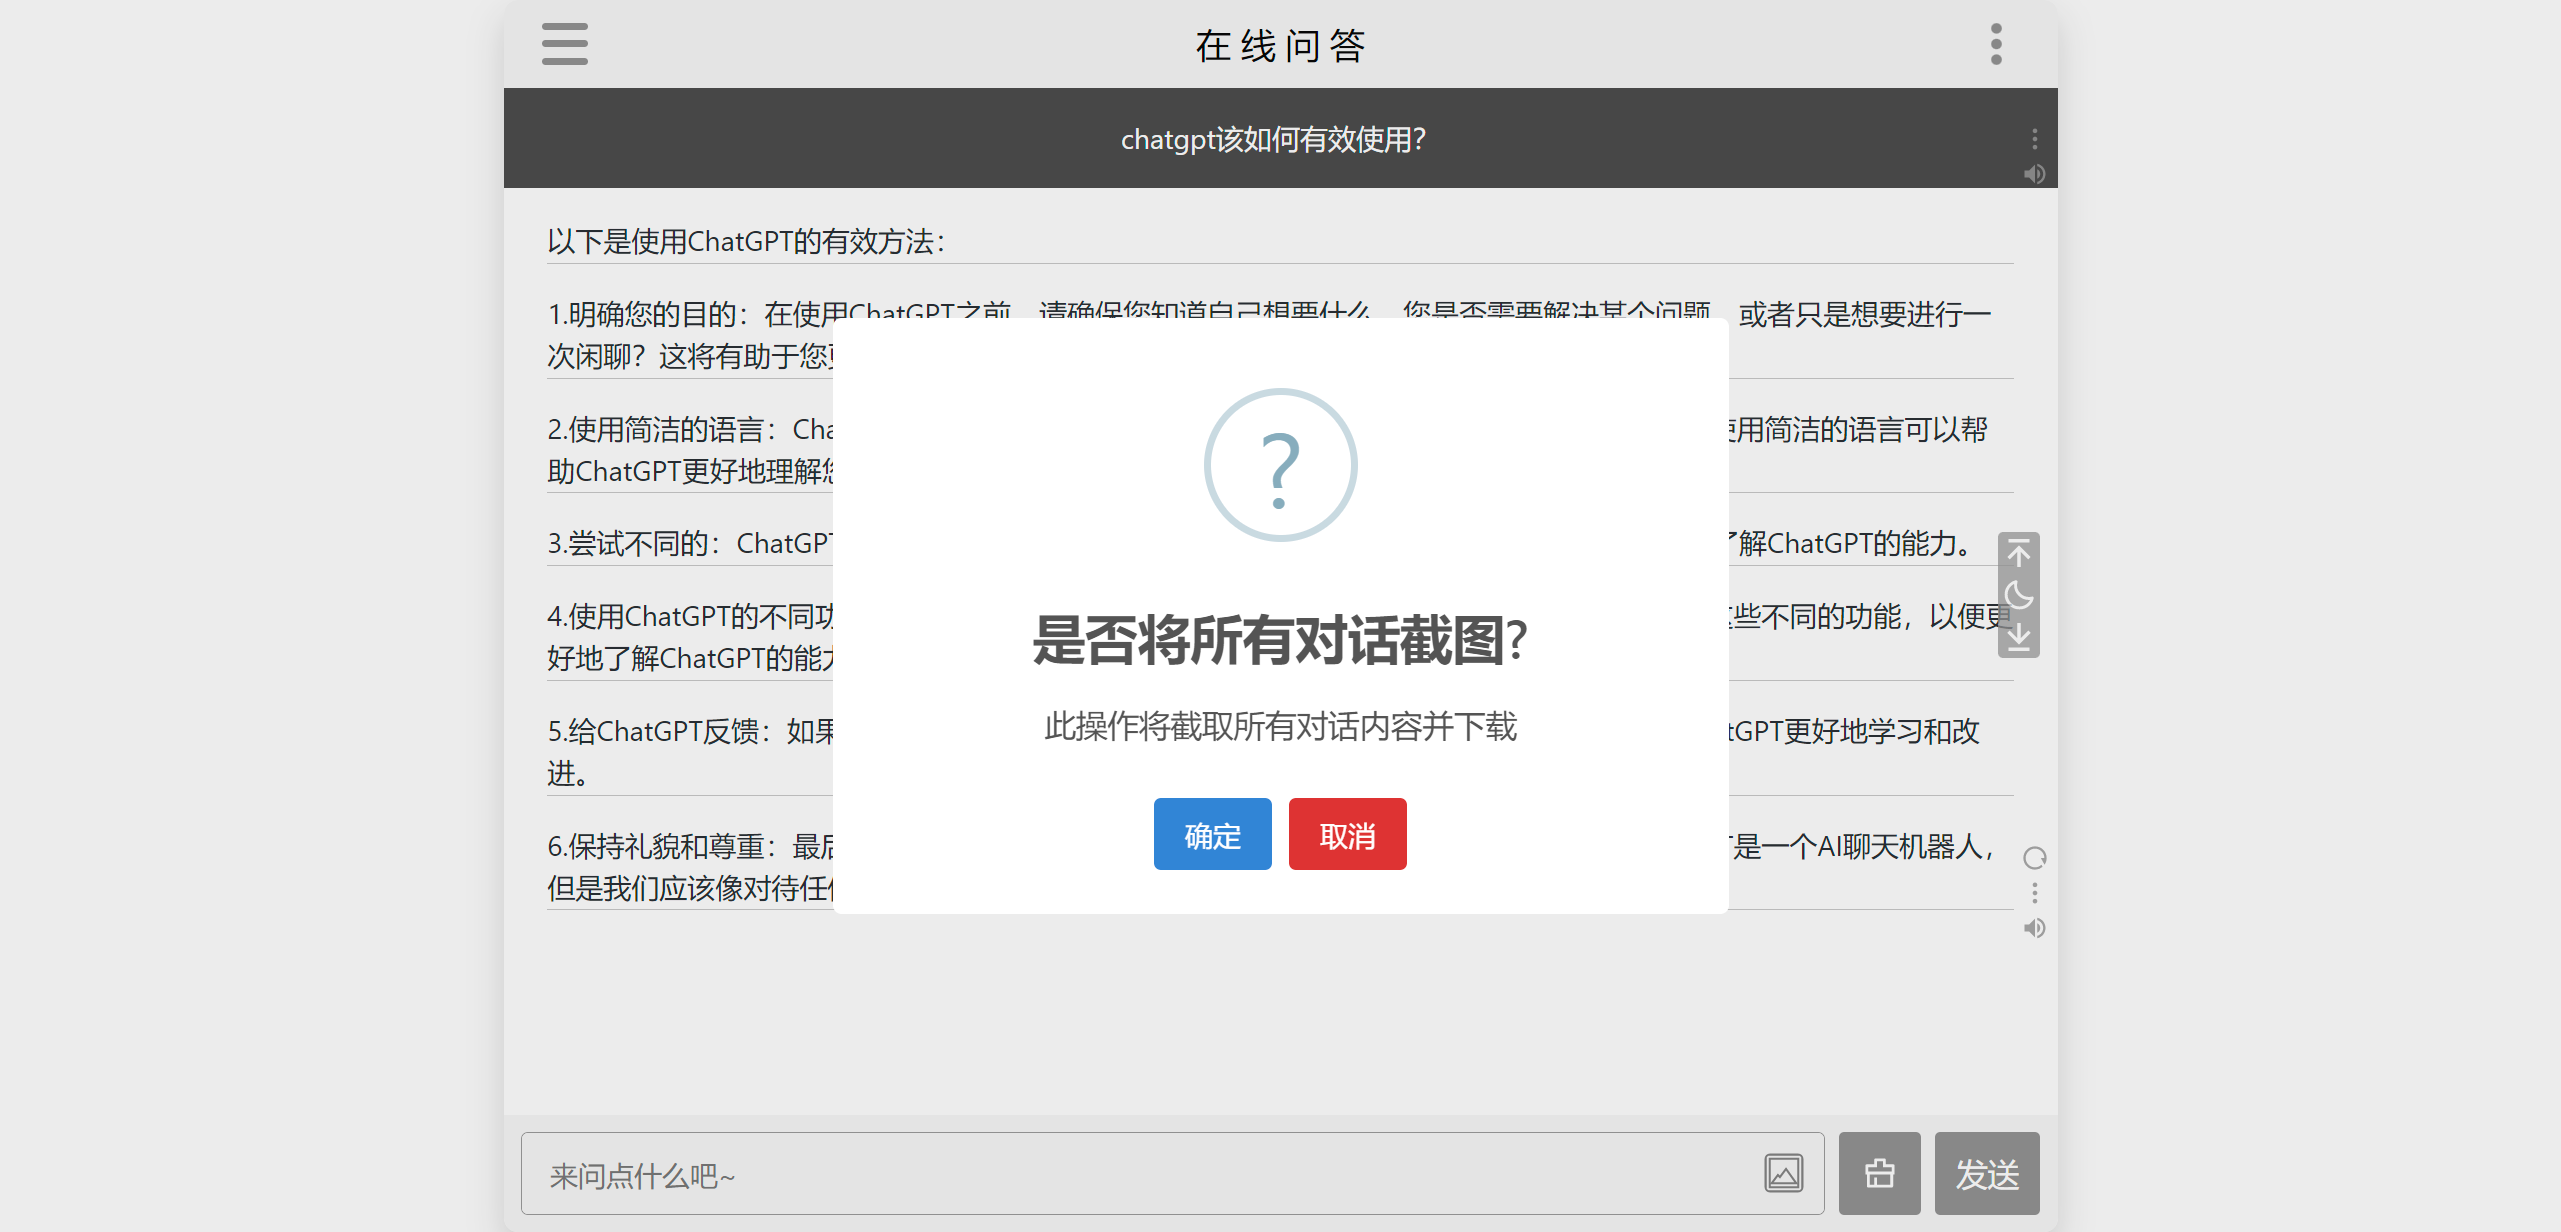 在线问答
chatgpt该如何有效使用？
以下是使用ChatGPT的有效方法：
1.明确您的目的：在使用ChatGPT之前，请确保您知道自己想要什么。您是否需要解决某个问题，或者只是想要进行一
次闲聊？这将有助于您
2.使用简洁的语言：Cha 用简洁的语言可以帮
助ChatGPT更好地理解
3.尝试不同的：ChatGPT 解ChatGPT的能力。
4.使用ChatGPT的不同功 些不同的功能，以便更
好地了解ChatGPT的能力
5.给ChatGPT反馈：如果 tGPT更好地学习和改
进。
6.保持礼貌和尊重：最后 是一个AI聊天机器人，
但是我们应该像对待任
?
是否将所有对话截图?
此操作将截取所有对话内容并下载
确定 取消
来问点什么吧~
发送